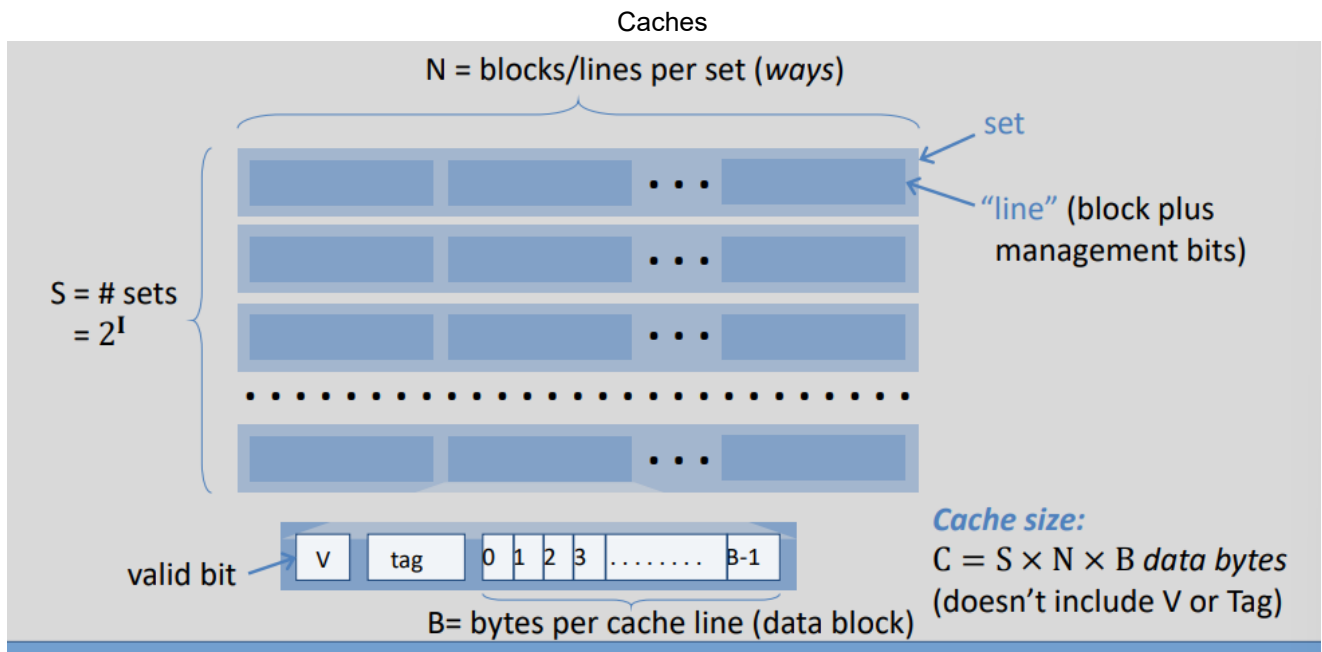 Caches
N = blocks/lines per set (ways)
set
“line” (block plus
management bits)
S = # sets
= 2^I
valid bit
V
tag
0 1 2 3 ........ B-1
B= bytes per cache line (data block)
Cache size:
C = S × N × B data bytes
(doesn’t include V or Tag)